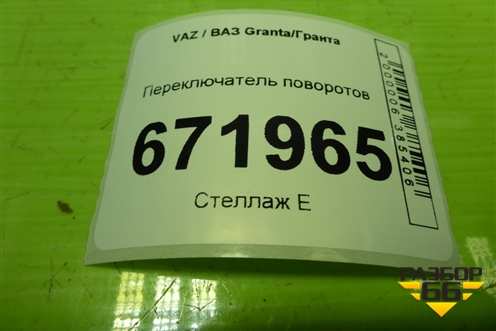 VAZ / ВАЗ Granta/Гранта
Переключатель поворотов
671965
Стеллаж Е
2000006385406
РАЗБОР
66